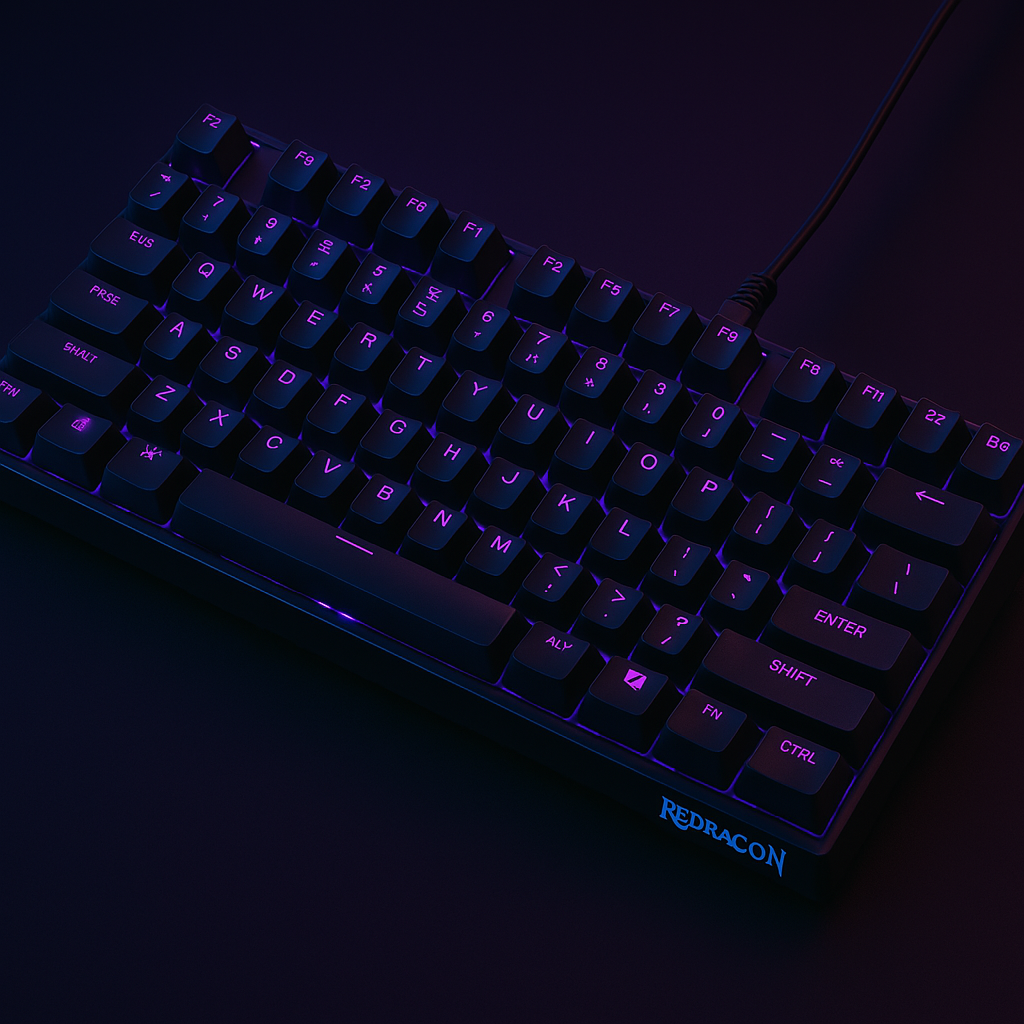 F2 F9 F2 F6 F1 F2 F5 F7 F9 F8 F11 2Z
7 9 5 6 7 8 3 0 — ←
EUS Q W E R T Y U I O P
PRSE A S D F G H J K L ENTER
SHALT Z X C V B N M < > ? / SHIFT
FFN ALY FN CTRL
REDRACON